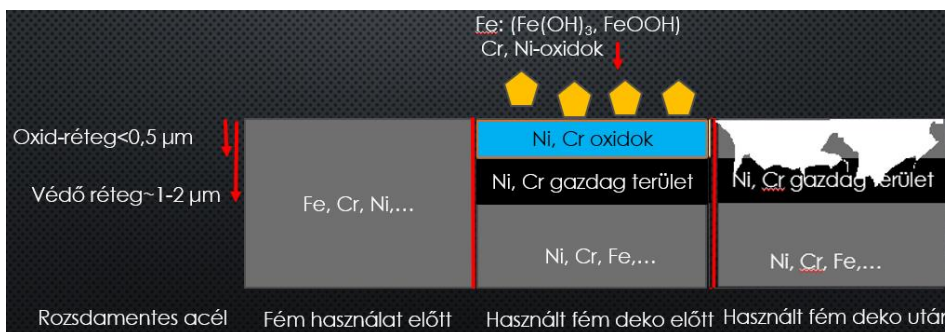 Fe: (Fe(OH)₃, FeOOH)
Cr, Ni-oxidok
Oxid-réteg<0,5 µm
Védő réteg~1-2 µm
Fe, Cr, Ni,...
Ni, Cr oxidok
Ni, Cr gazdag terület
Ni, Cr, Fe,...
Ni, Cr gazdag terület
Ni, Cr, Fe,...
Rozsdamentes acél
Fém használat előtt
Használt fém deko előtt
Használt fém deko után